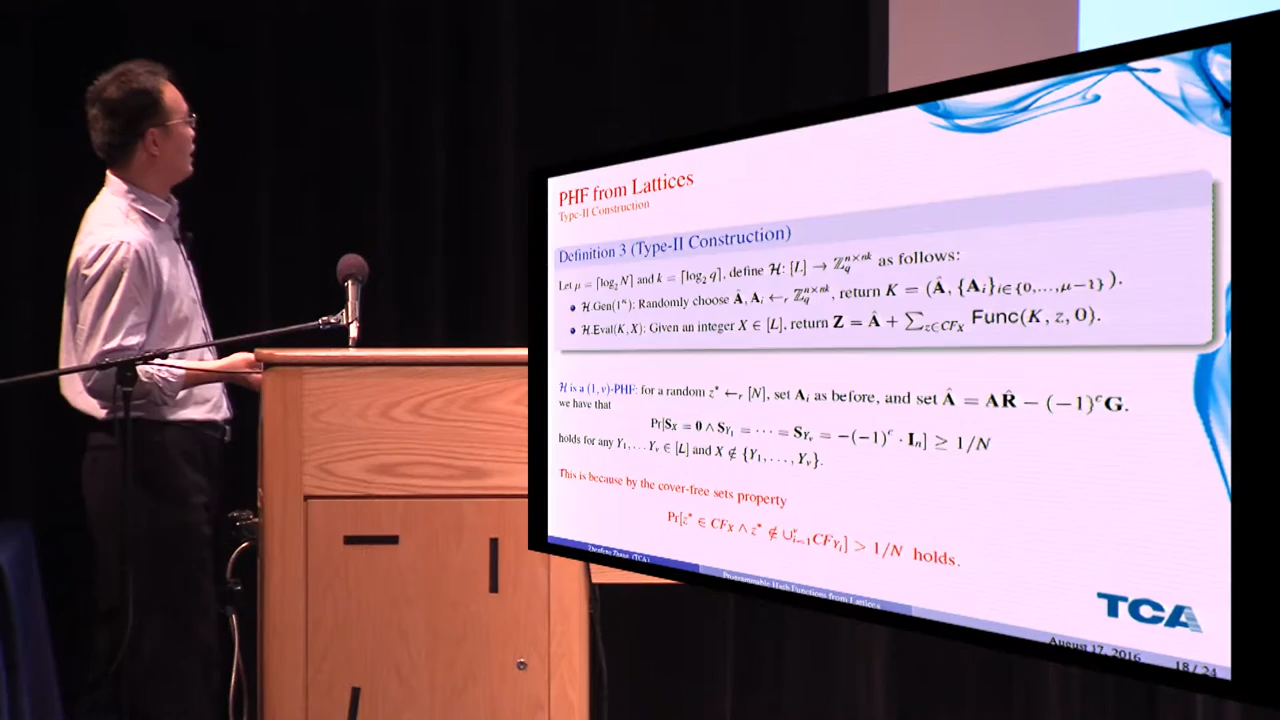 PHF from Lattices
Type-II Construction
Definition 3 (Type-II Construction)
Let μ = ⌈log₂ N⌉ and k = ⌈log₂ q⌉, define ℋ: [L] → ℤ_q^{n×nk} as follows:
• ℋ.Gen(1^κ): Randomly choose Â, A_i ←_r ℤ_q^{n×nk}, return K = (Â, {A_i}_{i∈{0,…,μ−1}}).
• ℋ.Eval(K, X): Given an integer X ∈ [L], return Z = Â + ∑_{z∈CF_X} Func(K, z, 0).
ℋ is a (1, v)-PHF: for a random z* ←_r [N], set A_i as before, and set Â = AR̂ − (−1)^c G.
we have that
Pr[S_X = 0 ∧ S_{Y_1} = ⋯ = S_{Y_v} = −(−1)^c · I_n] ≥ 1/N
holds for any Y_1, … Y_v ∈ [L] and X ∉ {Y_1, …, Y_v}.
This is because by the cover-free sets property
Pr[z* ∈ CF_X ∧ z* ∉ ∪_{i=1}^v CF_{Y_i}] > 1/N holds.
Zhang (TCA)
Programmable Hash Functions from Lattices
TCA
August 17, 2016
18 / 24